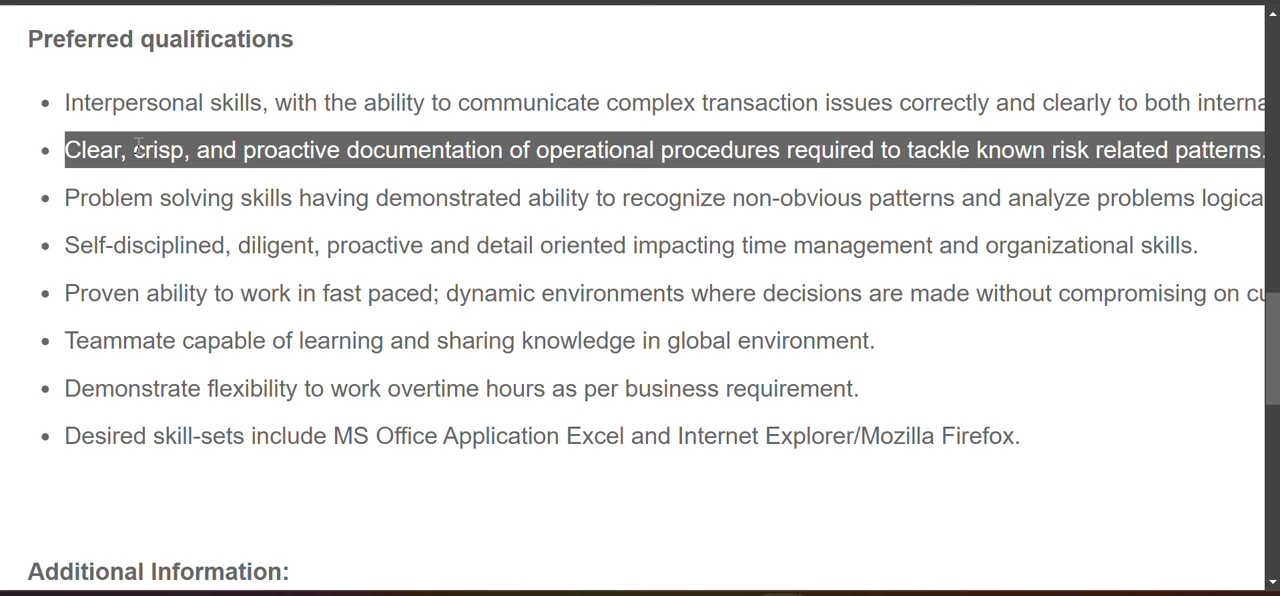 Preferred qualifications
Interpersonal skills, with the ability to communicate complex transaction issues correctly and clearly to both
Clear, crisp, and proactive documentation of operational procedures required to tackle known risk related patterns.
Problem solving skills having demonstrated ability to recognize non-obvious patterns and analyze problems
Self-disciplined, diligent, proactive and detail oriented impacting time management and organizational skills.
Proven ability to work in fast paced; dynamic environments where decisions are made without compromising on
Teammate capable of learning and sharing knowledge in global environment.
Demonstrate flexibility to work overtime hours as per business requirement.
Desired skill-sets include MS Office Application Excel and Internet Explorer/Mozilla Firefox.
Additional Information: